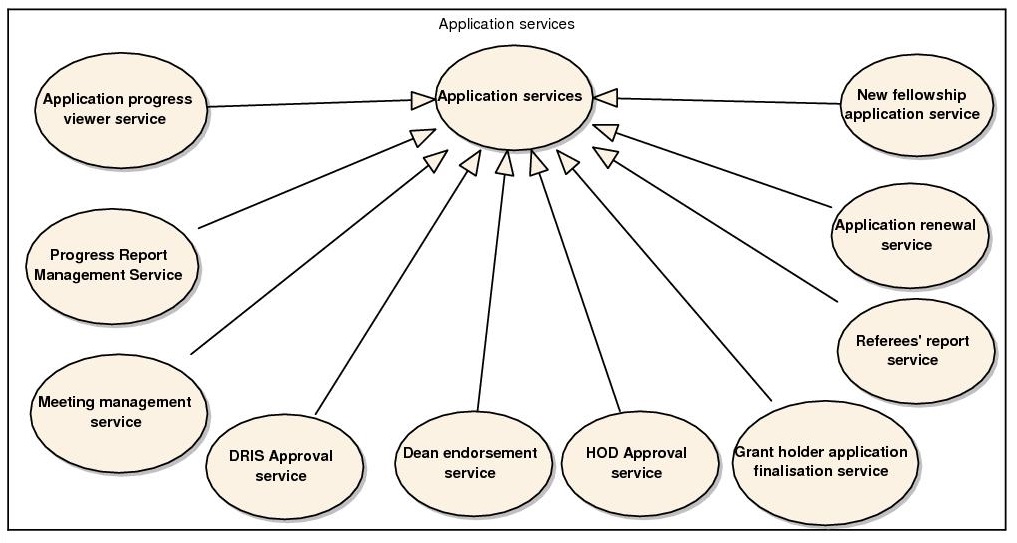 Application services
Application progress
viewer service
Application services
New fellowship
application service
Progress Report
Management Service
Application renewal
service
Referees' report
service
Meeting management
service
DRIS Approval
service
Dean endorsement
service
HOD Approval
service
Grant holder application
finalisation service